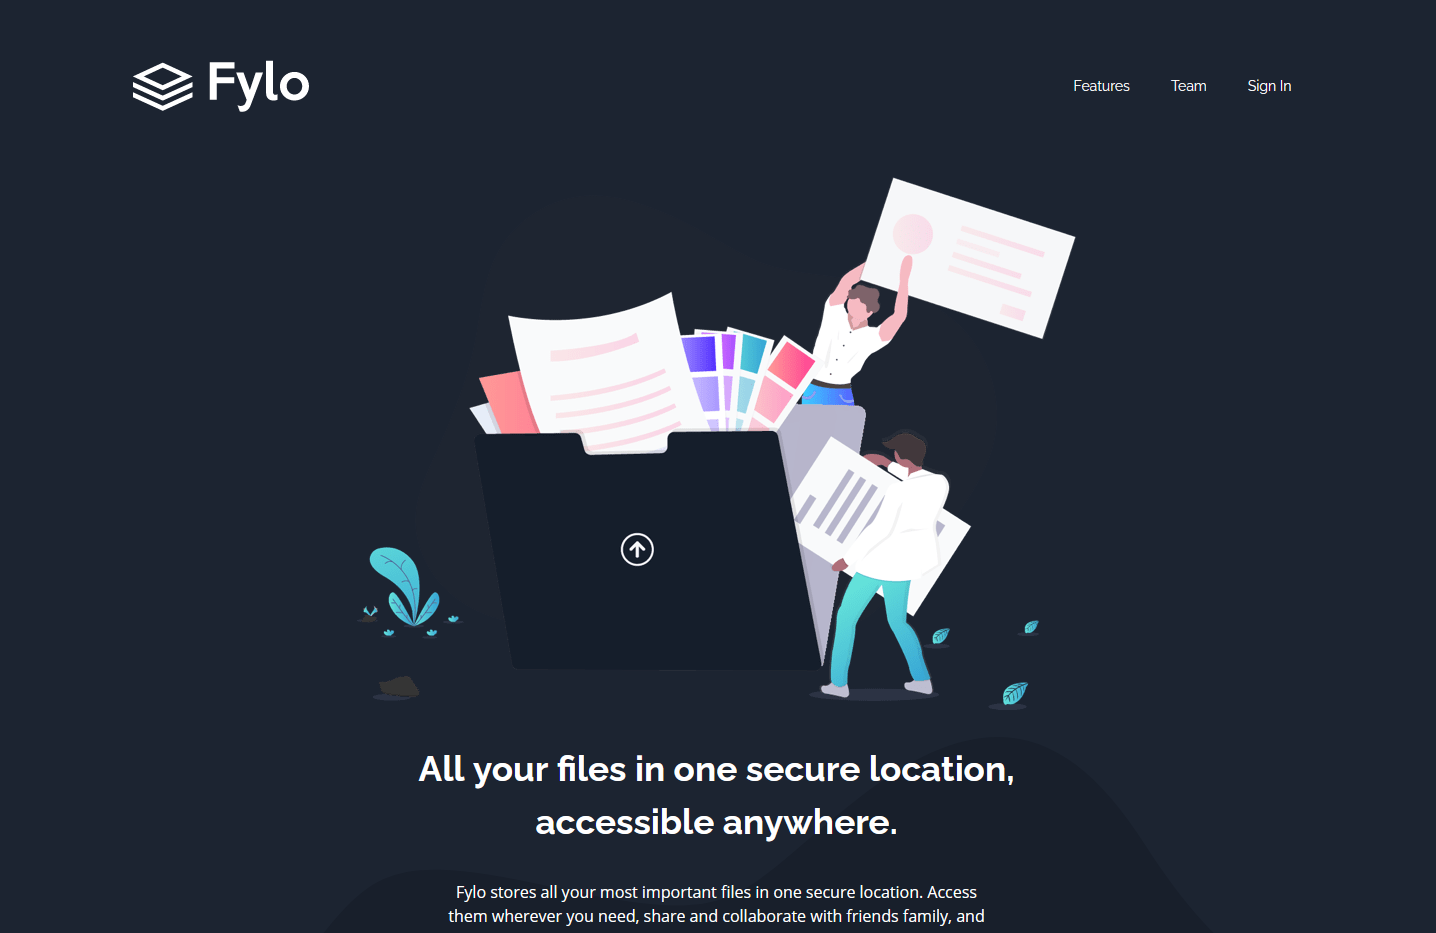 Fylo
Features
Team
Sign In
All your files in one secure location,
accessible anywhere.
Fylo stores all your most important files in one secure location. Access
them wherever you need, share and collaborate with friends family, and